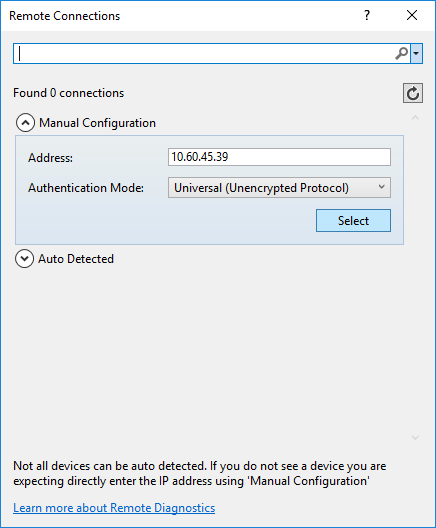 Remote Connections
?
Found 0 connections
Manual Configuration
Address:
10.60.45.39
Authentication Mode:
Universal (Unencrypted Protocol)
Select
Auto Detected
Not all devices can be auto detected. If you do not see a device you are
expecting directly enter the IP address using 'Manual Configuration'
Learn more about Remote Diagnostics